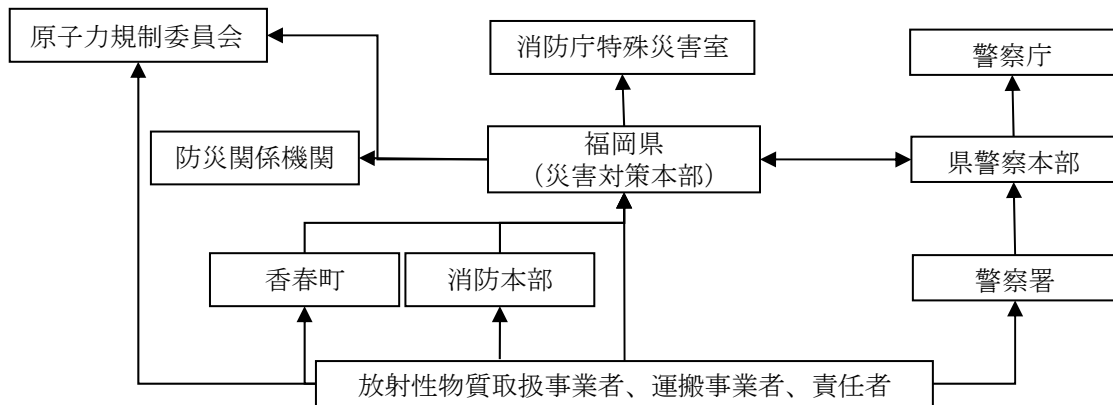 原子力規制委員会
消防庁特殊災害室
警察庁
防災関係機関
福岡県
（災害対策本部）
県警察本部
香春町
消防本部
警察署
放射性物質取扱事業者、運搬事業者、責任者